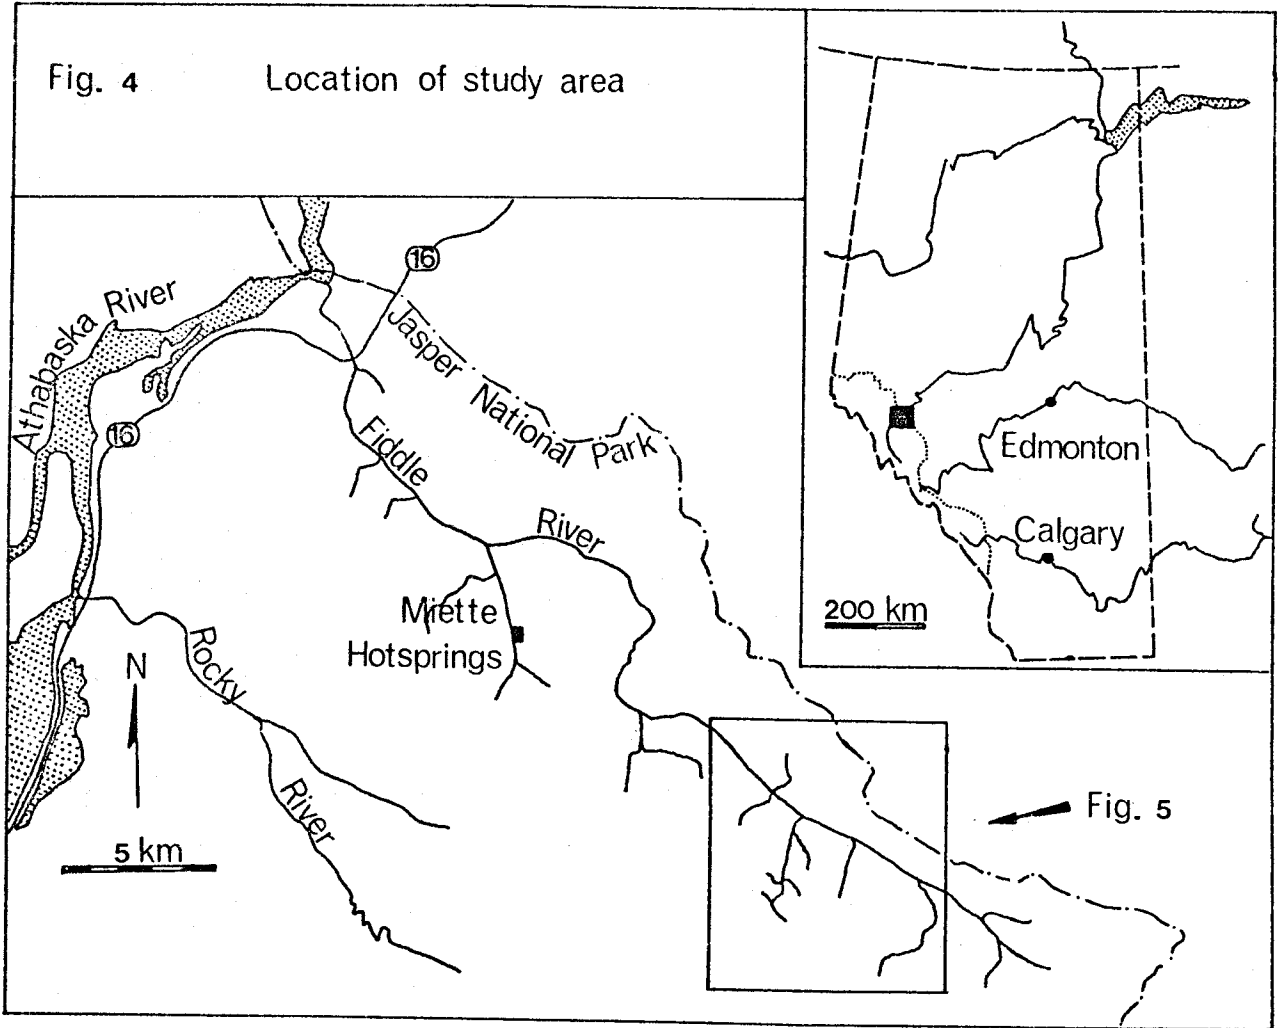 Fig. 4 Location of study area
16
Athabaska River
Jasper National Park
16
Fiddle River
Edmonton
Calgary
200 km
Miette
Hotsprings
Rocky River
N
5 km
Fig. 5